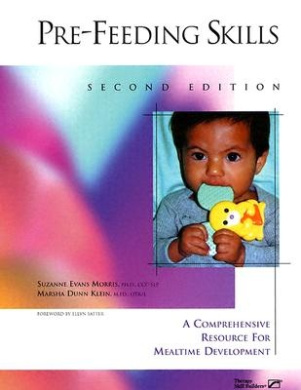 PRE-FEEDING SKILLS
SECOND EDITION
SUZANNE EVANS MORRIS, PH.D., CCC-SLP
MARSHA DUNN KLEIN, M.ED., OTR/L
FOREWORD BY ELLYN SATTER
A COMPREHENSIVE
RESOURCE FOR
MEALTIME DEVELOPMENT
Therapy
Skill Builders®